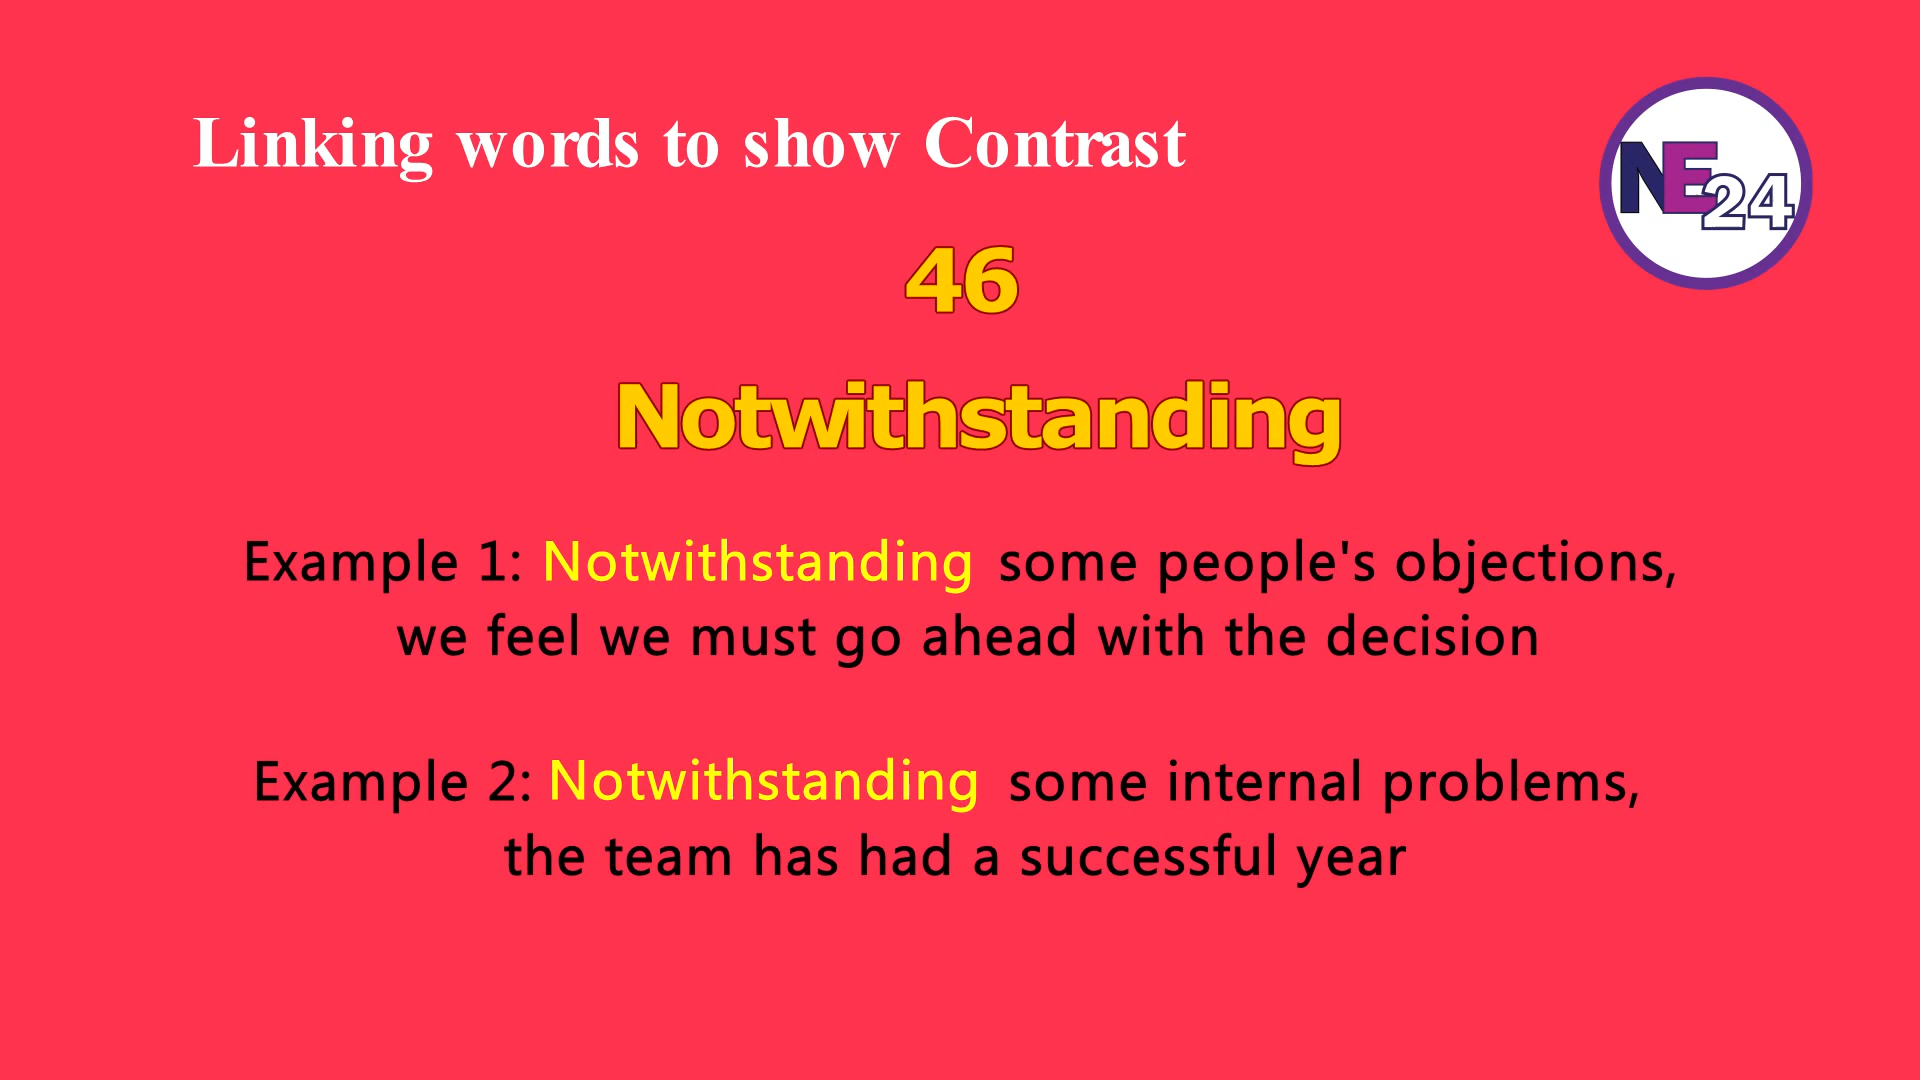 Linking words to show Contrast
NE24
46
Notwithstanding
Example 1: Notwithstanding some people's objections,
we feel we must go ahead with the decision
Example 2: Notwithstanding some internal problems,
the team has had a successful year